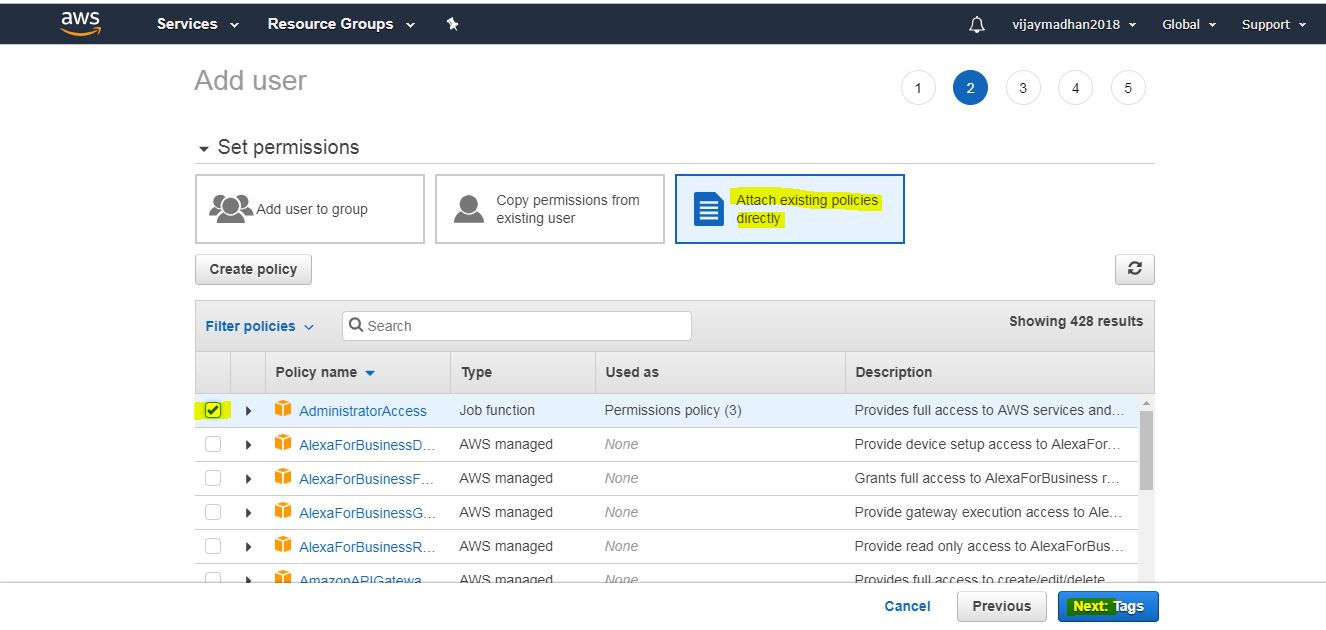 aws Services Resource Groups vijaymadhan2018 Global Support
Add user
1 2 3 4 5
Set permissions
Add user to group
Copy permissions from
existing user
Attach existing policies
directly
Create policy
Filter policies Search Showing 428 results
Policy name Type Used as Description
AdministratorAccess Job function Permissions policy (3) Provides full access to AWS services and…
AlexaForBusinessD… AWS managed None Provide device setup access to AlexaFor…
AlexaForBusinessF… AWS managed None Grants full access to AlexaForBusiness r…
AlexaForBusinessG… AWS managed None Provide gateway execution access to Ale…
AlexaForBusinessR… AWS managed None Provide read only access to AlexaForBus…
AmazonAPIGatewa AWS managed None Provides full access to create/edit/delete
Cancel Previous Next: Tags